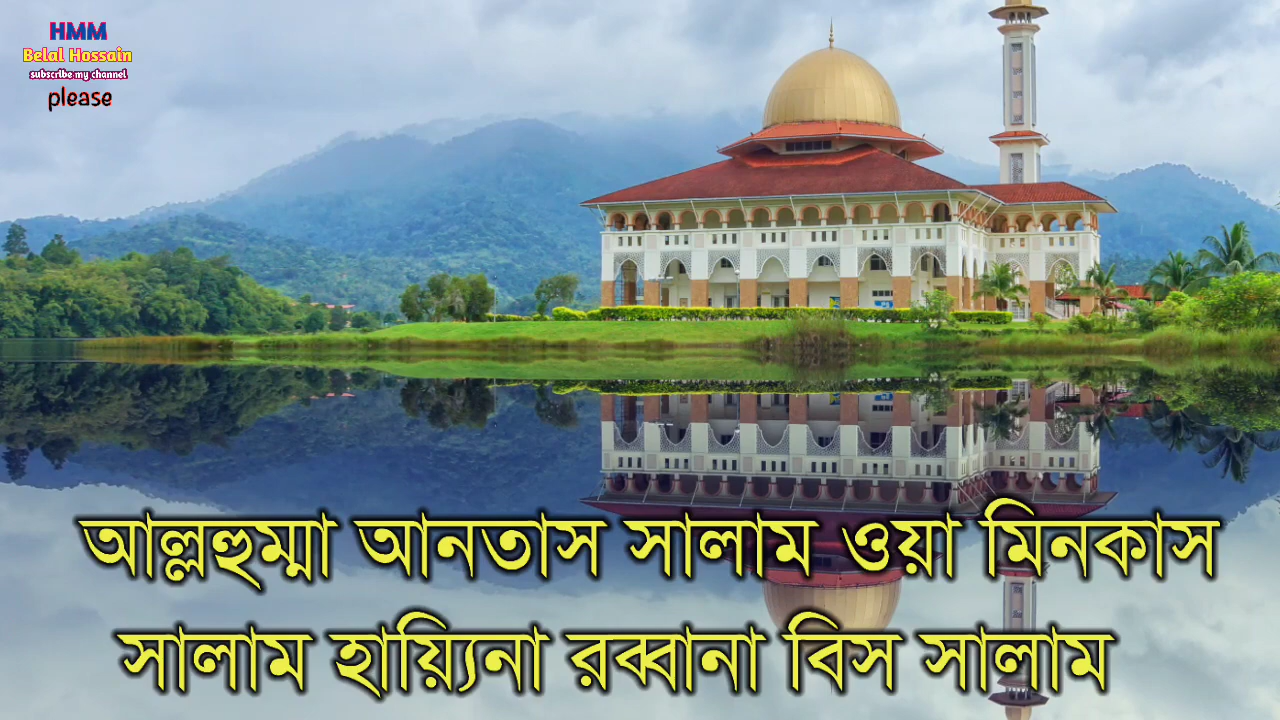 HMM
Belal Hossain
subscribe my channel
please
আল্লহুম্মা আনতাস সালাম ওয়া মিনকাস
সালাম হায়্যিনা রব্বানা বিস সালাম